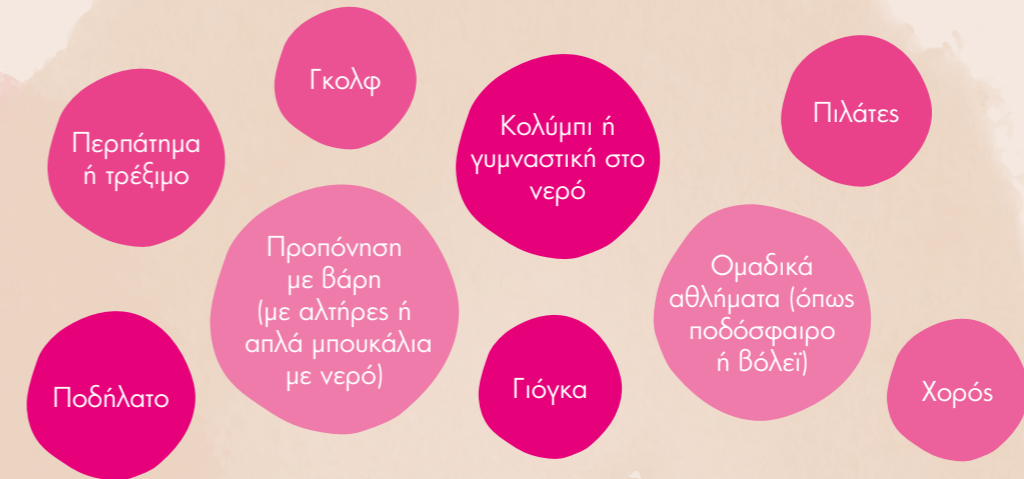 Γκολφ
Περπάτημα
ή τρέξιμο
Κολύμπι ή
γυμναστική στο
νερό
Πιλάτες
Προπόνηση
με βάρη
(με αλτήρες ή
απλά μπουκάλια
με νερό)
Ομαδικά
αθλήματα (όπως
ποδόσφαιρο
ή βόλεϊ)
Ποδήλατο
Γιόγκα
Χορός